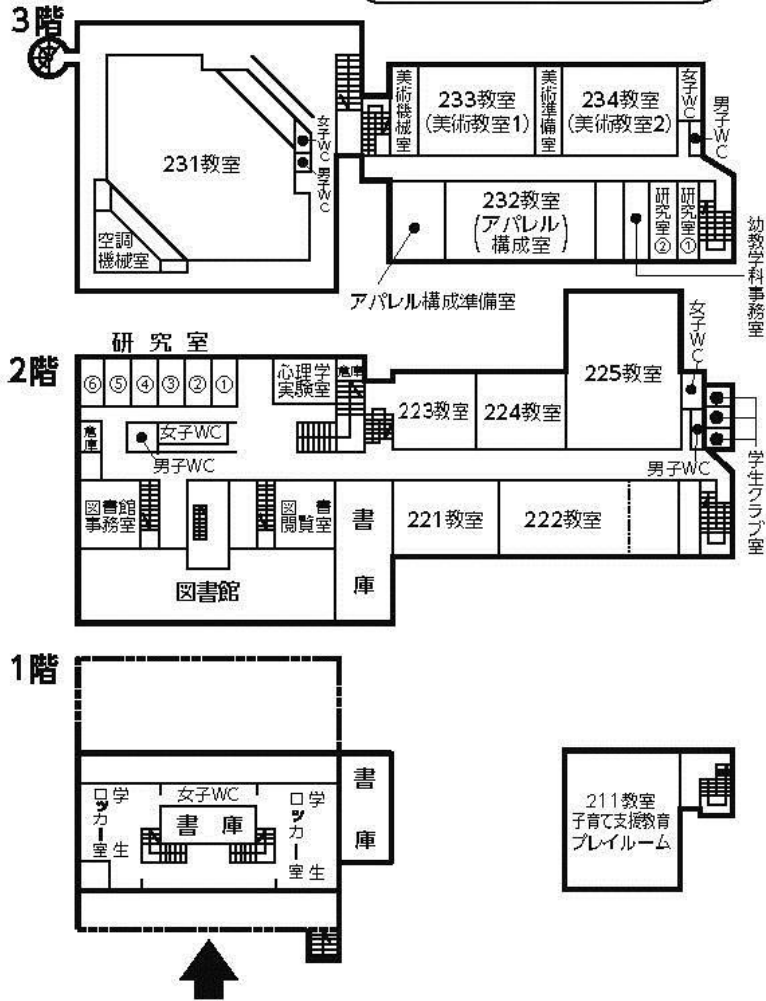 3階
231教室
空調
機械室
女子WC
男子WC
美術機械室
233教室
(美術教室1)
美術準備室
234教室
(美術教室2)
女子WC
男子WC
232教室
(アパレル
構成室)
研究室②
研究室①
アパレル構成準備室
幼教学科事務室
2階
研究室
⑥
⑤
④
③
②
①
心理学
実験室
倉庫
倉庫
女子WC
男子WC
図書館
事務室
図書
閲覧室
書庫
図書館
223教室
224教室
225教室
女子WC
男子WC
学生クラブ室
221教室
222教室
1階
学生
ロッカー室
女子WC
書庫
学生
ロッカー室
書庫
211教室
子育て支援教育
プレイルーム